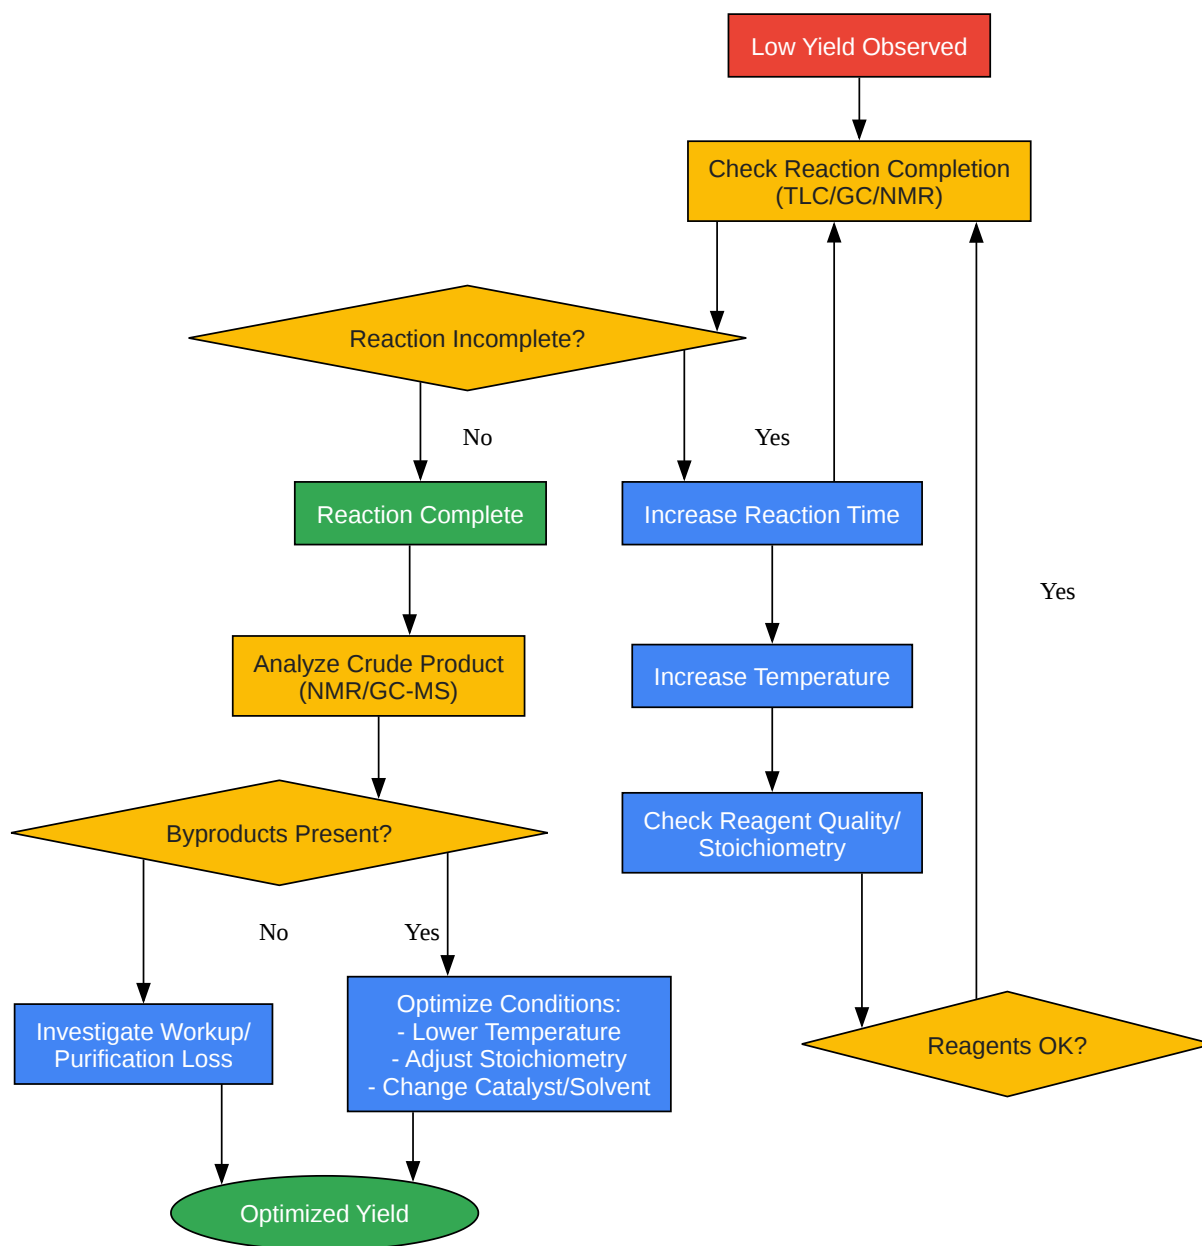 Low Yield Observed
Check Reaction Completion
(TLC/GC/NMR)
Reaction Incomplete?
No
Yes
Reaction Complete
Increase Reaction Time
Yes
Analyze Crude Product
(NMR/GC-MS)
Increase Temperature
Byproducts Present?
Check Reagent Quality/
Stoichiometry
No
Yes
Investigate Workup/
Purification Loss
Optimize Conditions:
- Lower Temperature
- Adjust Stoichiometry
- Change Catalyst/Solvent
Reagents OK?
Optimized Yield